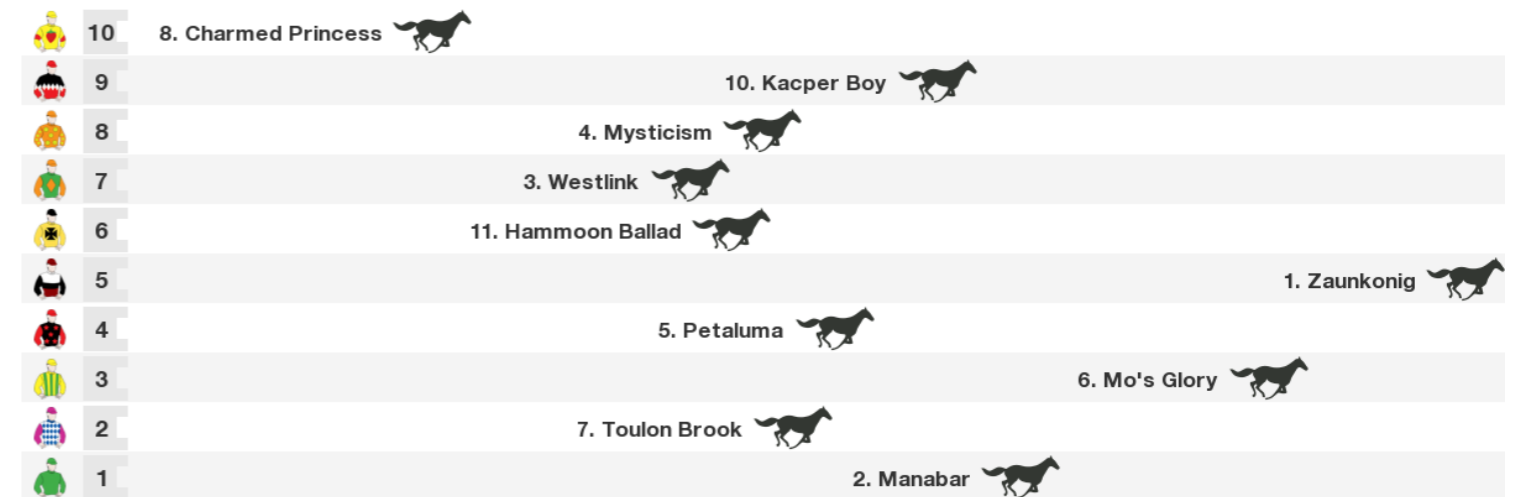 10 8. Charmed Princess
9 10. Kacper Boy
8 4. Mysticism
7 3. Westlink
6 11. Hammoon Ballad
5 1. Zaunkonig
4 5. Petaluma
3 6. Mo's Glory
2 7. Toulon Brook
1 2. Manabar